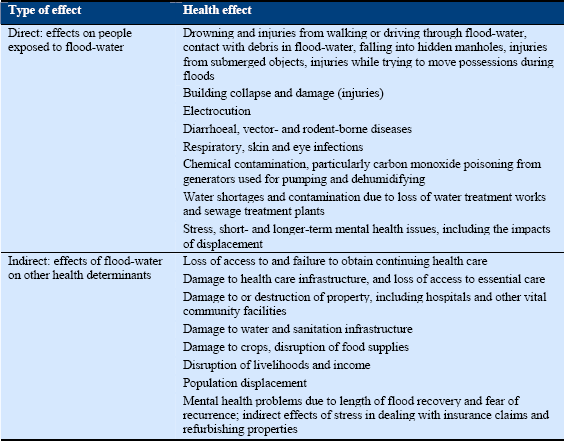 Type of effect Health effect
Direct: effects on people Drowning and injuries from walking or driving through flood-water,
exposed to flood-water contact with debris in flood-water, falling into hidden manholes, injuries
from submerged objects, injuries while trying to move possessions during
floods
Building collapse and damage (injuries)
Electrocution
Diarrhoeal, vector- and rodent-borne diseases
Respiratory, skin and eye infections
Chemical contamination, particularly carbon monoxide poisoning from
generators used for pumping and dehumidifying
Water shortages and contamination due to loss of water treatment works
and sewage treatment plants
Stress, short- and longer-term mental health issues, including the impacts
of displacement
Indirect: effects of flood-water Loss of access to and failure to obtain continuing health care
on other health determinants Damage to health care infrastructure, and loss of access to essential care
Damage to or destruction of property, including hospitals and other vital
community facilities
Damage to water and sanitation infrastructure
Damage to crops, disruption of food supplies
Disruption of livelihoods and income
Population displacement
Mental health problems due to length of flood recovery and fear of
recurrence; indirect effects of stress in dealing with insurance claims and
refurbishing properties